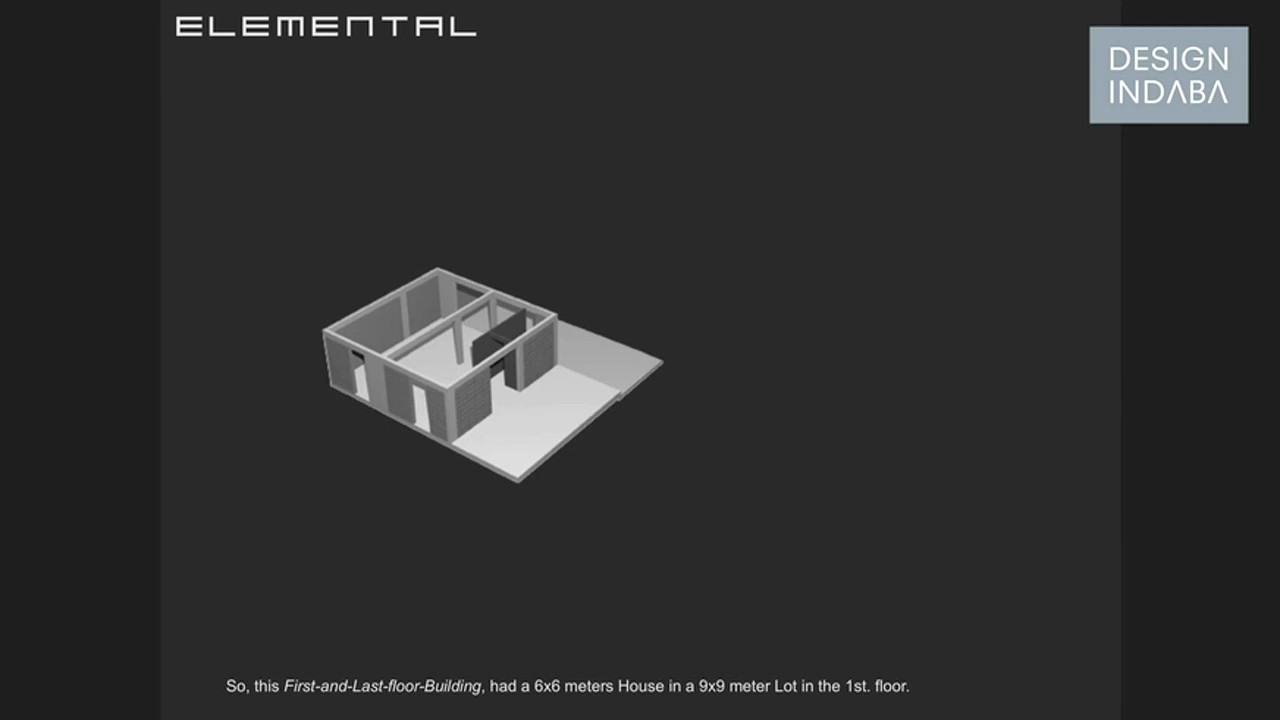 ELEMENTAL
DESIGN
INDABA
So, this First-and-Last-floor-Building, had a 6x6 meters House in a 9x9 meter Lot in the 1st. floor.